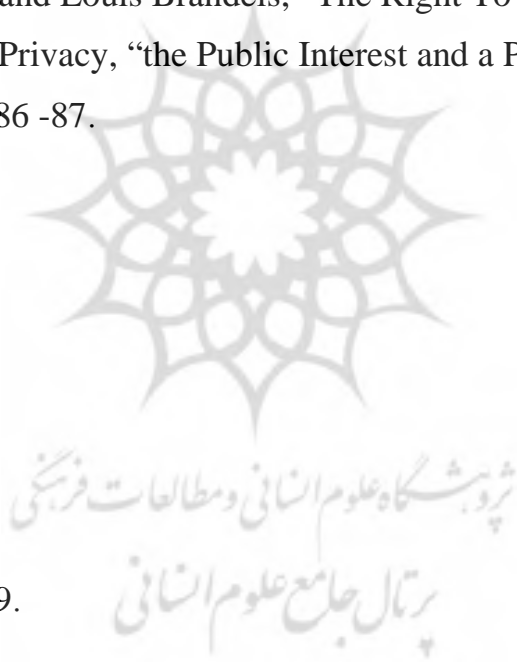 and Louis Brandeis, “The Right To
Privacy, “the Public Interest and a P
86 -87.
پژوهشگاه علوم انسانی و مطالعات فرهنگی
9.
پرتال جامع علوم انسانی